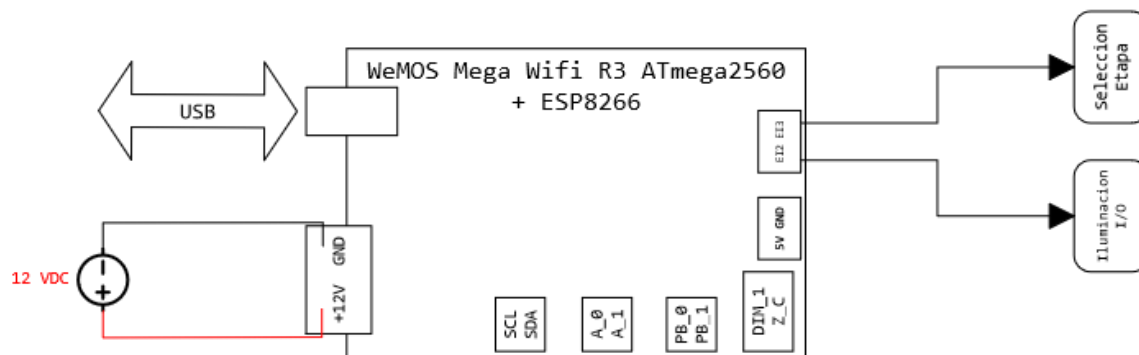 WeMOS Mega Wifi R3 ATmega2560
+ ESP8266
USB
Seleccion
Etapa
EI2 EI3
Iluminacion
I/O
5V GND
12 VDC
+12V GND
SCL
SDA
A_0
A_1
PB_0
PB_1
DIM_1
Z_C